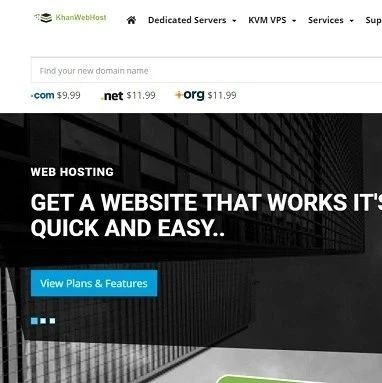 KhanWebHost
Dedicated Servers KVM VPS Services Sup
Find your new domain name
.com $9.99 .net $11.99 .org $11.99
WEB HOSTING
GET A WEBSITE THAT WORKS IT'S
QUICK AND EASY..
View Plans & Features